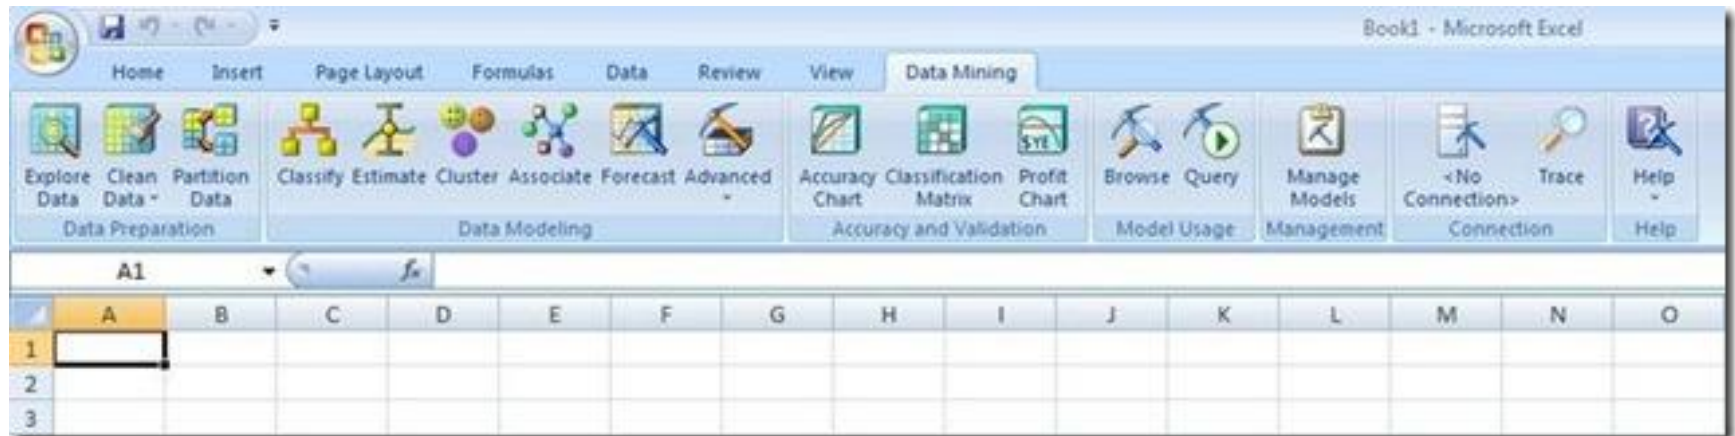 Book1 - Microsoft Excel
Home Insert Page Layout Formulas Data Review View Data Mining
Explore Clean Partition Classify Estimate Cluster Associate Forecast Advanced Accuracy Classification Profit Browse Query Manage <No Trace Help
Data Data Data Chart Matrix Chart Models Connection>
Data Preparation Data Modeling Accuracy and Validation Model Usage Management Connection Help
A1 fx
A B C D E F G H I J K L M N O
1
2
3